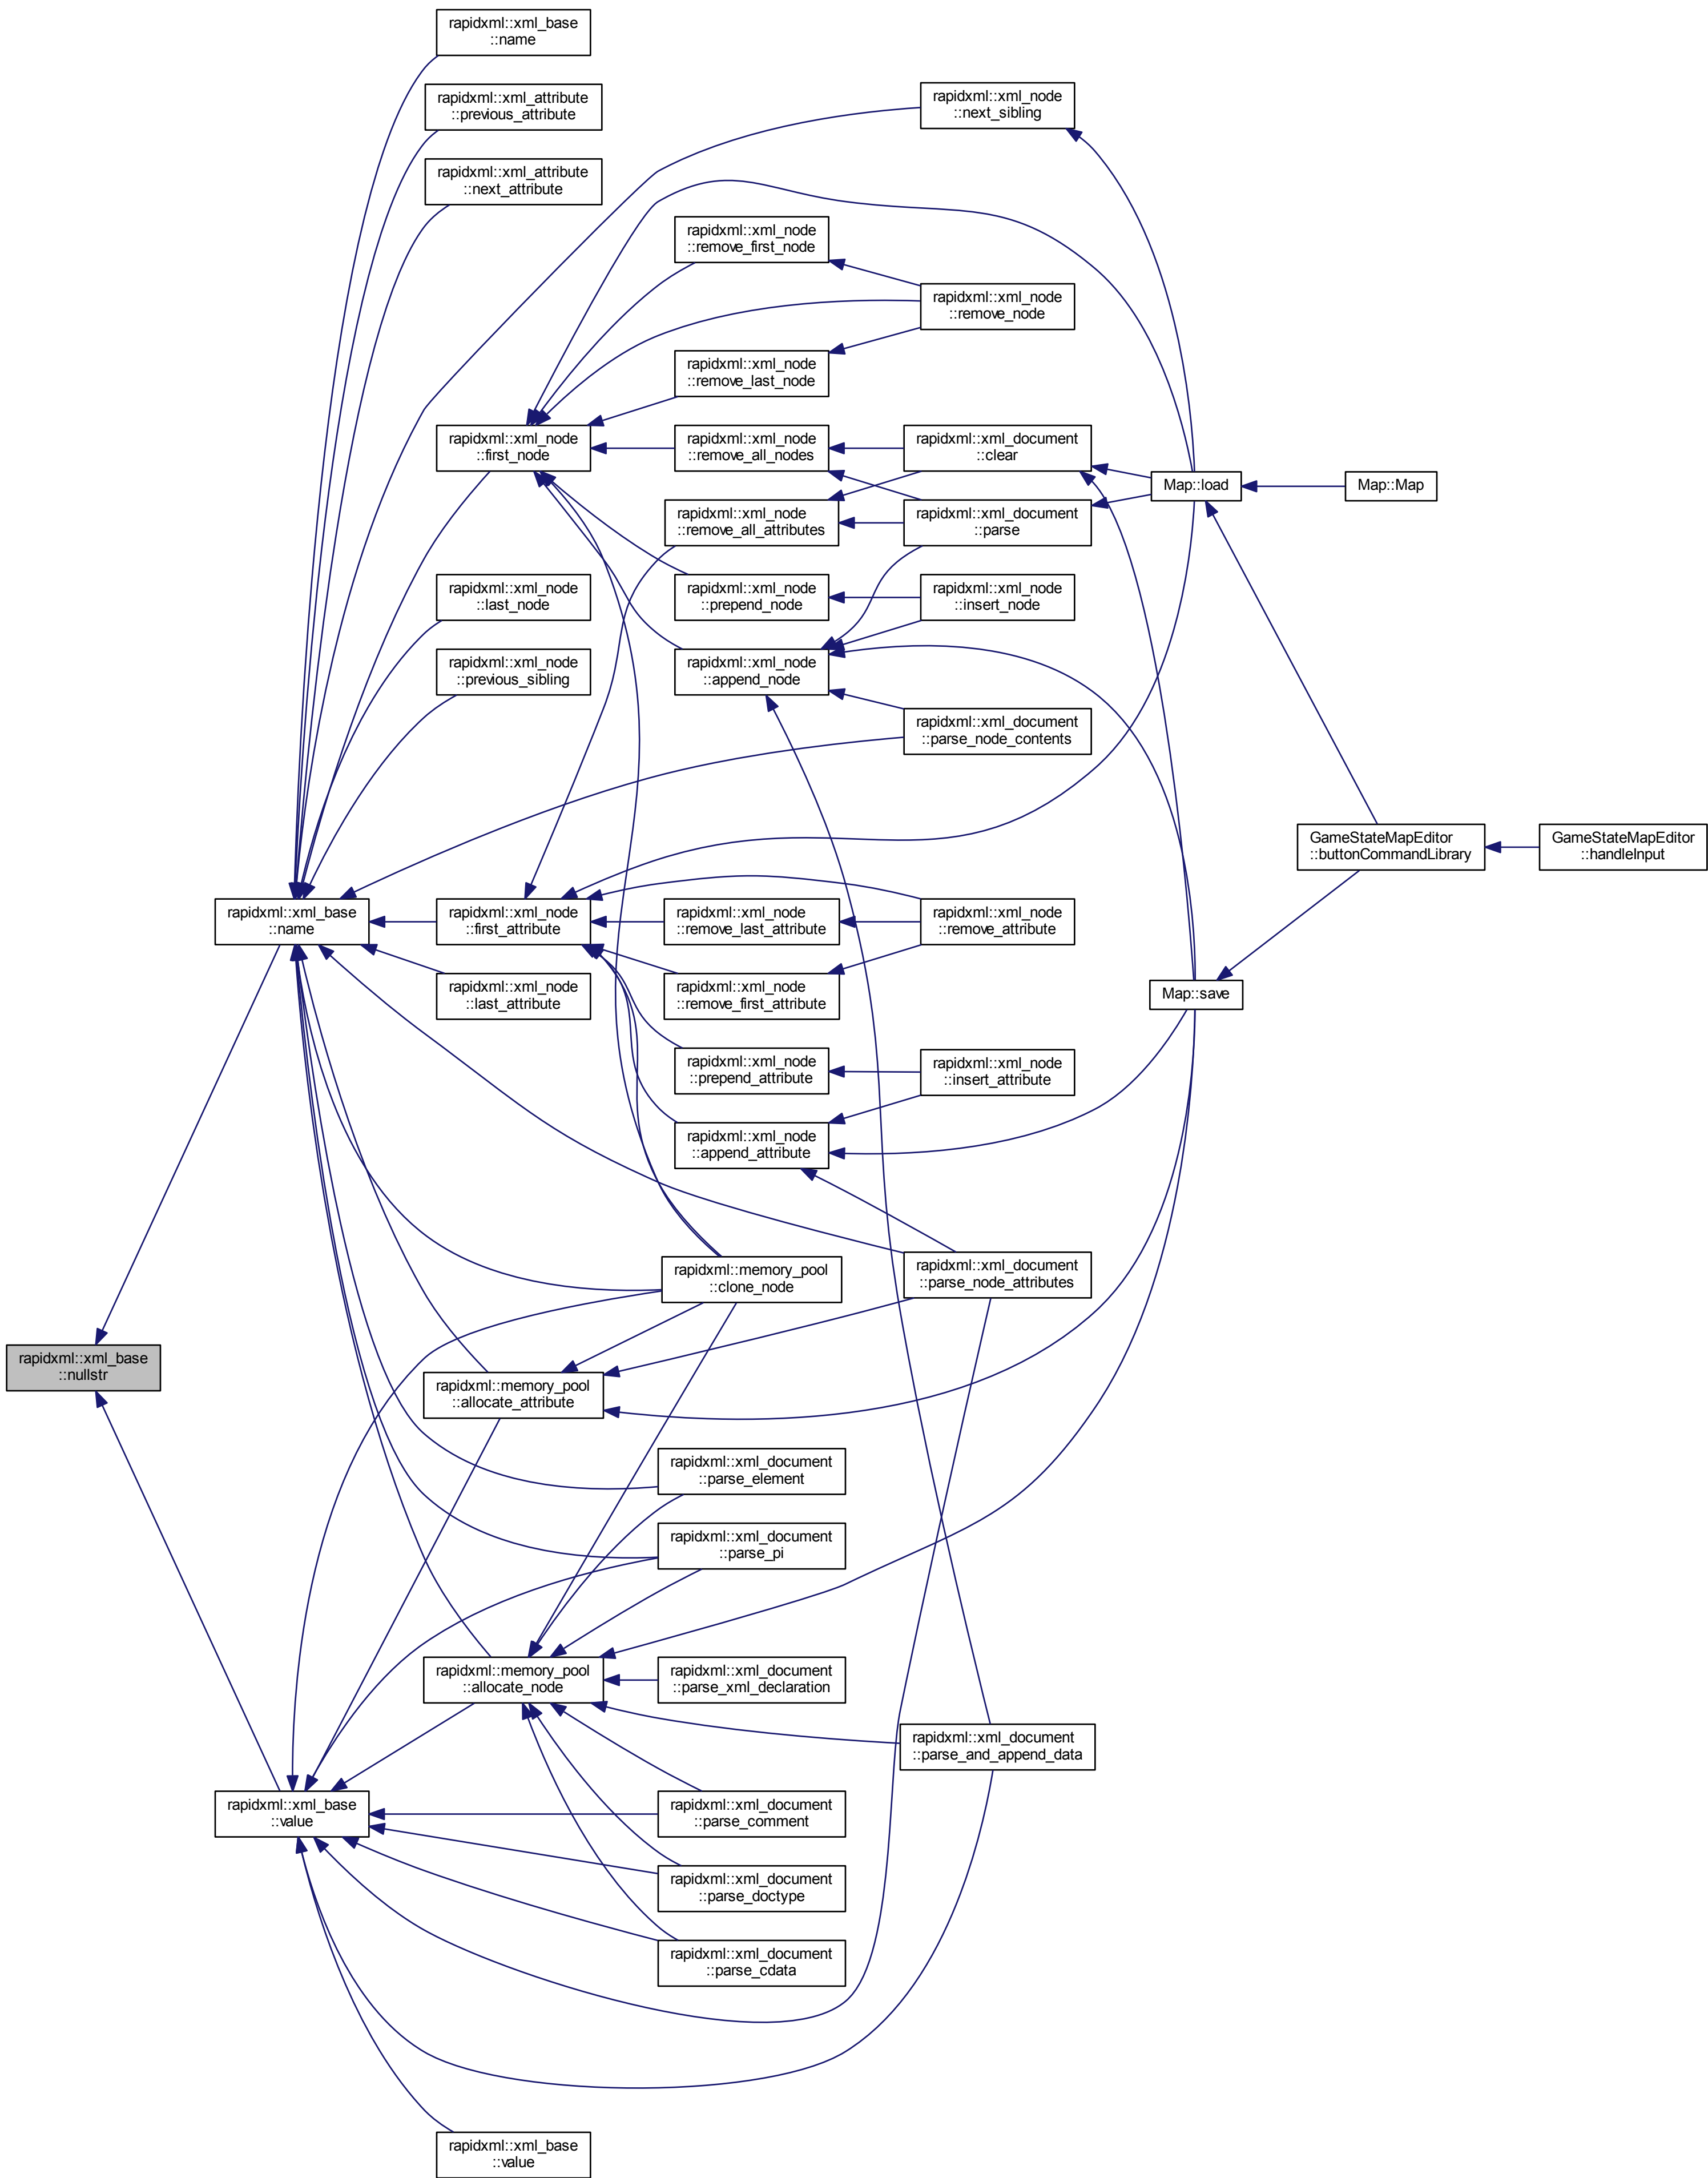 rapidxml::xml_base
::name
rapidxml::xml_attribute
::previous_attribute
rapidxml::xml_node
::next_sibling
rapidxml::xml_attribute
::next_attribute
rapidxml::xml_node
::remove_first_node
rapidxml::xml_node
::remove_node
rapidxml::xml_node
::remove_last_node
rapidxml::xml_node
::first_node
rapidxml::xml_node
::remove_all_nodes
rapidxml::xml_document
::clear
Map::load
Map::Map
rapidxml::xml_node
::remove_all_attributes
rapidxml::xml_document
::parse
rapidxml::xml_node
::last_node
rapidxml::xml_node
::prepend_node
rapidxml::xml_node
::insert_node
rapidxml::xml_node
::previous_sibling
rapidxml::xml_node
::append_node
rapidxml::xml_document
::parse_node_contents
GameStateMapEditor
::buttonCommandLibrary
GameStateMapEditor
::handleInput
rapidxml::xml_base
::name
rapidxml::xml_node
::first_attribute
rapidxml::xml_node
::remove_last_attribute
rapidxml::xml_node
::remove_attribute
rapidxml::xml_node
::last_attribute
rapidxml::xml_node
::remove_first_attribute
Map::save
rapidxml::xml_node
::prepend_attribute
rapidxml::xml_node
::insert_attribute
rapidxml::xml_node
::append_attribute
rapidxml::memory_pool
::clone_node
rapidxml::xml_document
::parse_node_attributes
rapidxml::xml_base
::nullstr
rapidxml::memory_pool
::allocate_attribute
rapidxml::xml_document
::parse_element
rapidxml::xml_document
::parse_pi
rapidxml::memory_pool
::allocate_node
rapidxml::xml_document
::parse_xml_declaration
rapidxml::xml_document
::parse_and_append_data
rapidxml::xml_base
::value
rapidxml::xml_document
::parse_comment
rapidxml::xml_document
::parse_doctype
rapidxml::xml_document
::parse_cdata
rapidxml::xml_base
::value